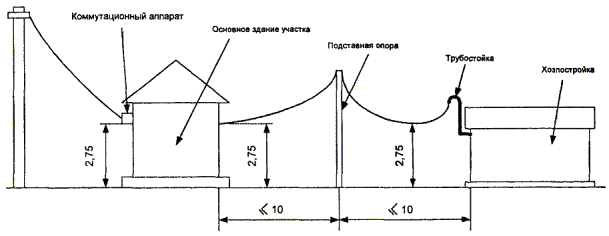 Коммутационный аппарат
Основное здание участка
Подставная опора
Трубостойка
Хозпостройка
2,75
2,75
2,75
⩽ 10
⩽ 10